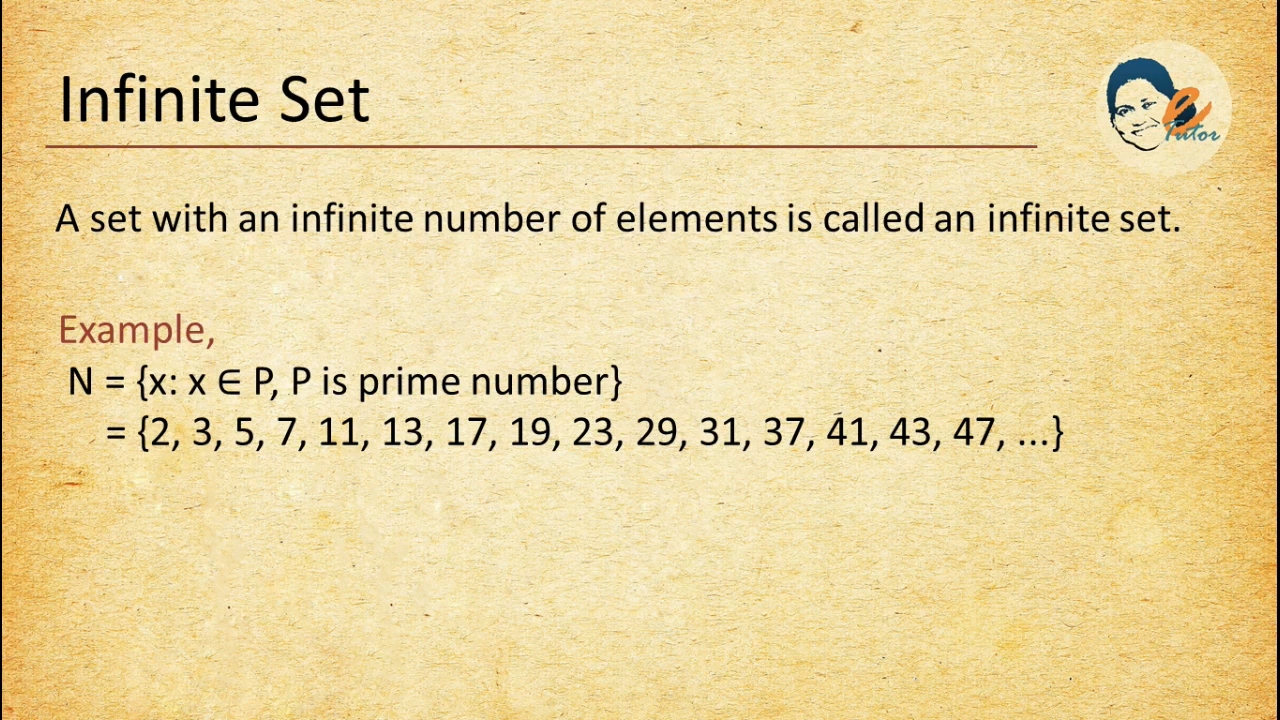 Infinite Set
e
Tutor
A set with an infinite number of elements is called an infinite set.
Example,
N = {x: x ∈ P, P is prime number}
= {2, 3, 5, 7, 11, 13, 17, 19, 23, 29, 31, 37, 41, 43, 47, ...}